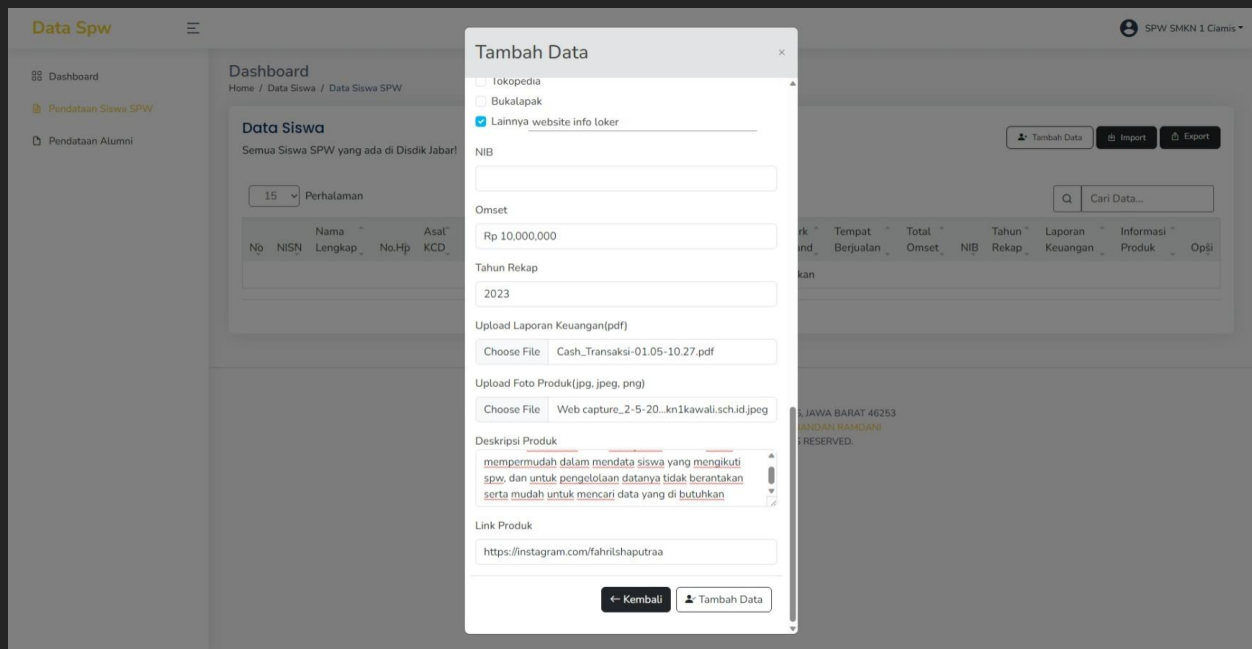 Data Spw
SPW SMKN 1 Ciamis
Dashboard
Pendataan Siswa SPW
Pendataan Alumni
Dashboard
Home / Data Siswa / Data Siswa SPW
Data Siswa
Semua Siswa SPW yang ada di Disdik Jabar!
Tambah Data
Import
Export
15 Perhalaman
Cari Data...
No NISN Nama Lengkap No.Hp Asal KCD
Tempat Berjualan Total Omset NIB Tahun Rekap Laporan Keuangan Informasi Produk Opsi
Tambah Data ×
Tokopedia
Bukalapak
Lainnya website info loker
NIB
Omset
Rp 10,000,000
Tahun Rekap
2023
Upload Laporan Keuangan(pdf)
Choose File Cash_Transaksi-01.05-10.27.pdf
Upload Foto Produk(jpg, jpeg, png)
Choose File Web capture_2-5-20...kn1kawali.sch.id.jpeg
Deskripsi Produk
mempermudah dalam mendata siswa yang mengikuti
spw, dan untuk pengelolaan datanya tidak berantakan
serta mudah untuk mencari data yang di butuhkan
Link Produk
https://instagram.com/fahrilshaputraa
← Kembali
Tambah Data
, JAWA BARAT 46253
ANDAN RAMDANI
RESERVED.